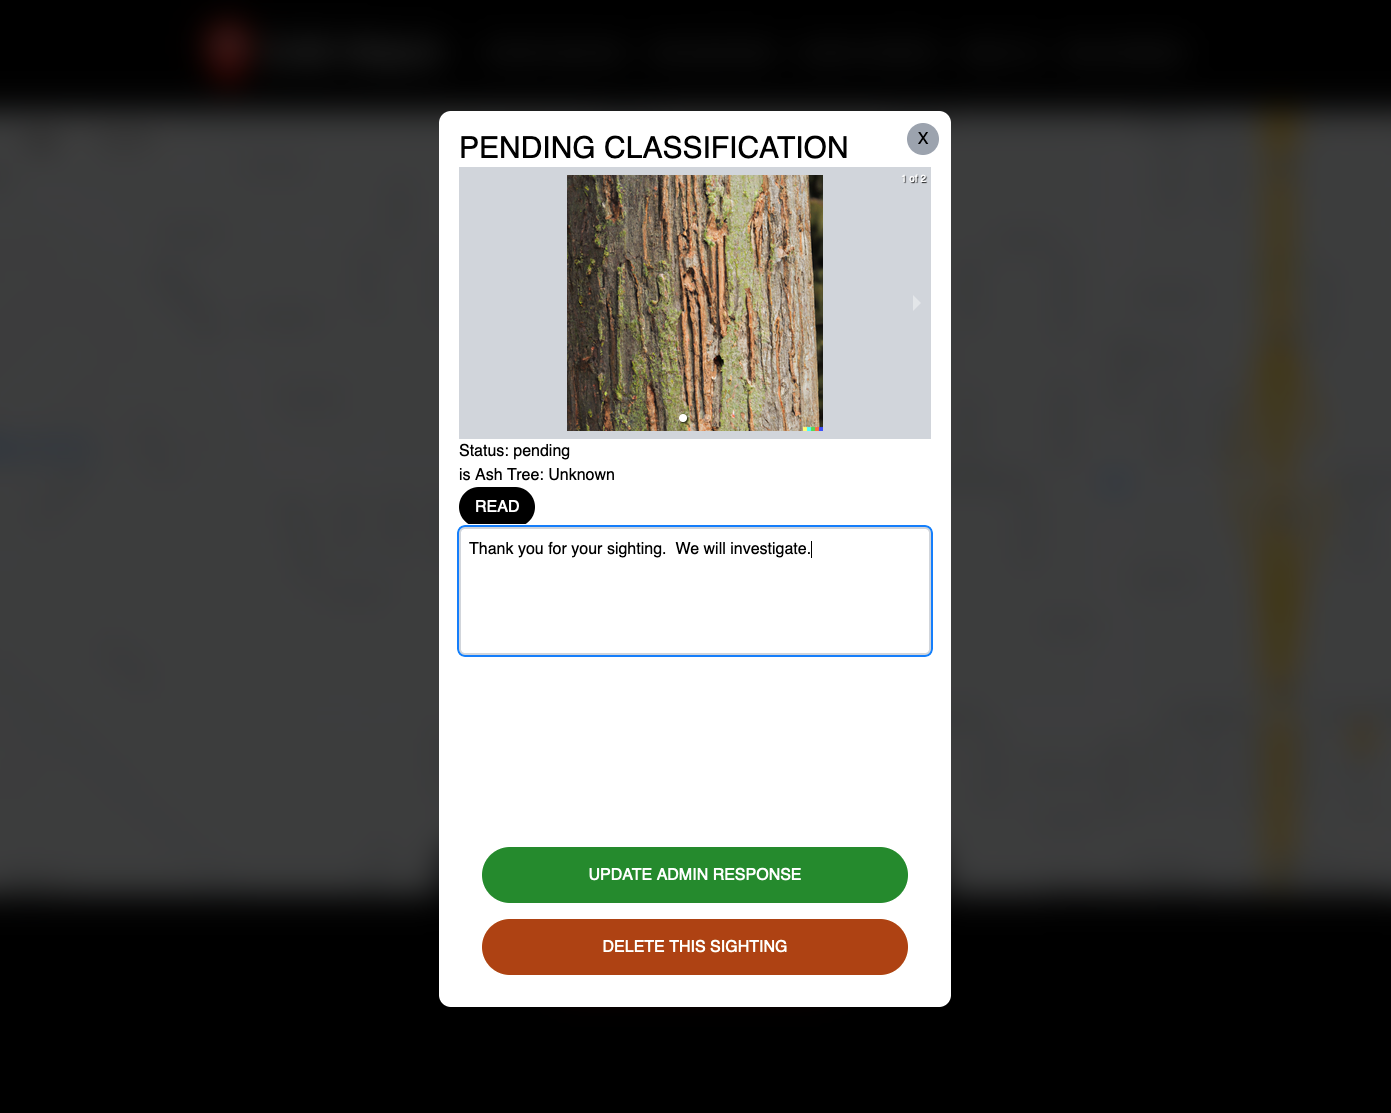 PENDING CLASSIFICATION
X
1 of 2
Status: pending
is Ash Tree: Unknown
READ
Thank you for your sighting.  We will investigate.
UPDATE ADMIN RESPONSE
DELETE THIS SIGHTING